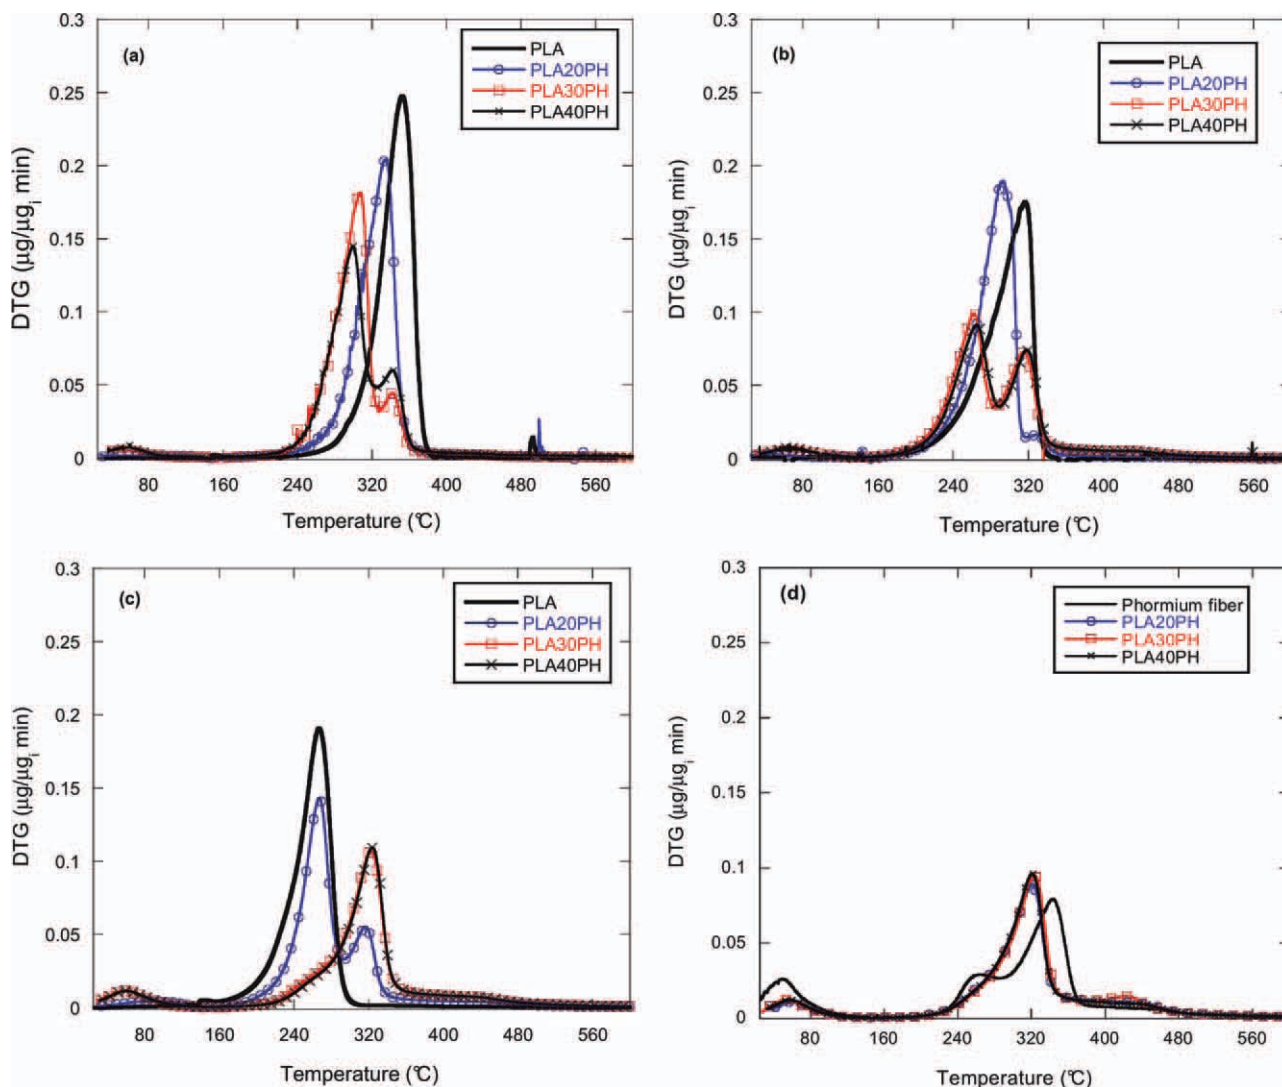 (a)
PLA
PLA20PH
PLA30PH
PLA40PH
0.3
0.25
0.2
0.15
0.1
0.05
0
DTG (µg/µgᵢ min)
80 160 240 320 400 480 560
Temperature (°C)
(b)
PLA
PLA20PH
PLA30PH
PLA40PH
0.3
0.25
0.2
0.15
0.1
0.05
0
DTG (µg/µgᵢ min)
80 160 240 320 400 480 560
Temperature (°C)
(c)
PLA
PLA20PH
PLA30PH
PLA40PH
0.3
0.25
0.2
0.15
0.1
0.05
0
DTG (µg/µgᵢ min)
80 160 240 320 400 480 560
Temperature (°C)
(d)
Phormium fiber
PLA20PH
PLA30PH
PLA40PH
0.3
0.25
0.2
0.15
0.1
0.05
0
DTG (µg/µgᵢ min)
80 160 240 320 400 480 560
Temperature (°C)